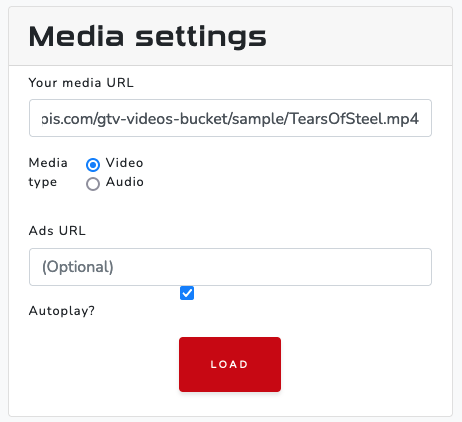 Media settings
Your media URL
pis.com/gtv-videos-bucket/sample/TearsOfSteel.mp4
Media type
Video
Audio
Ads URL
(Optional)
Autoplay?
LOAD